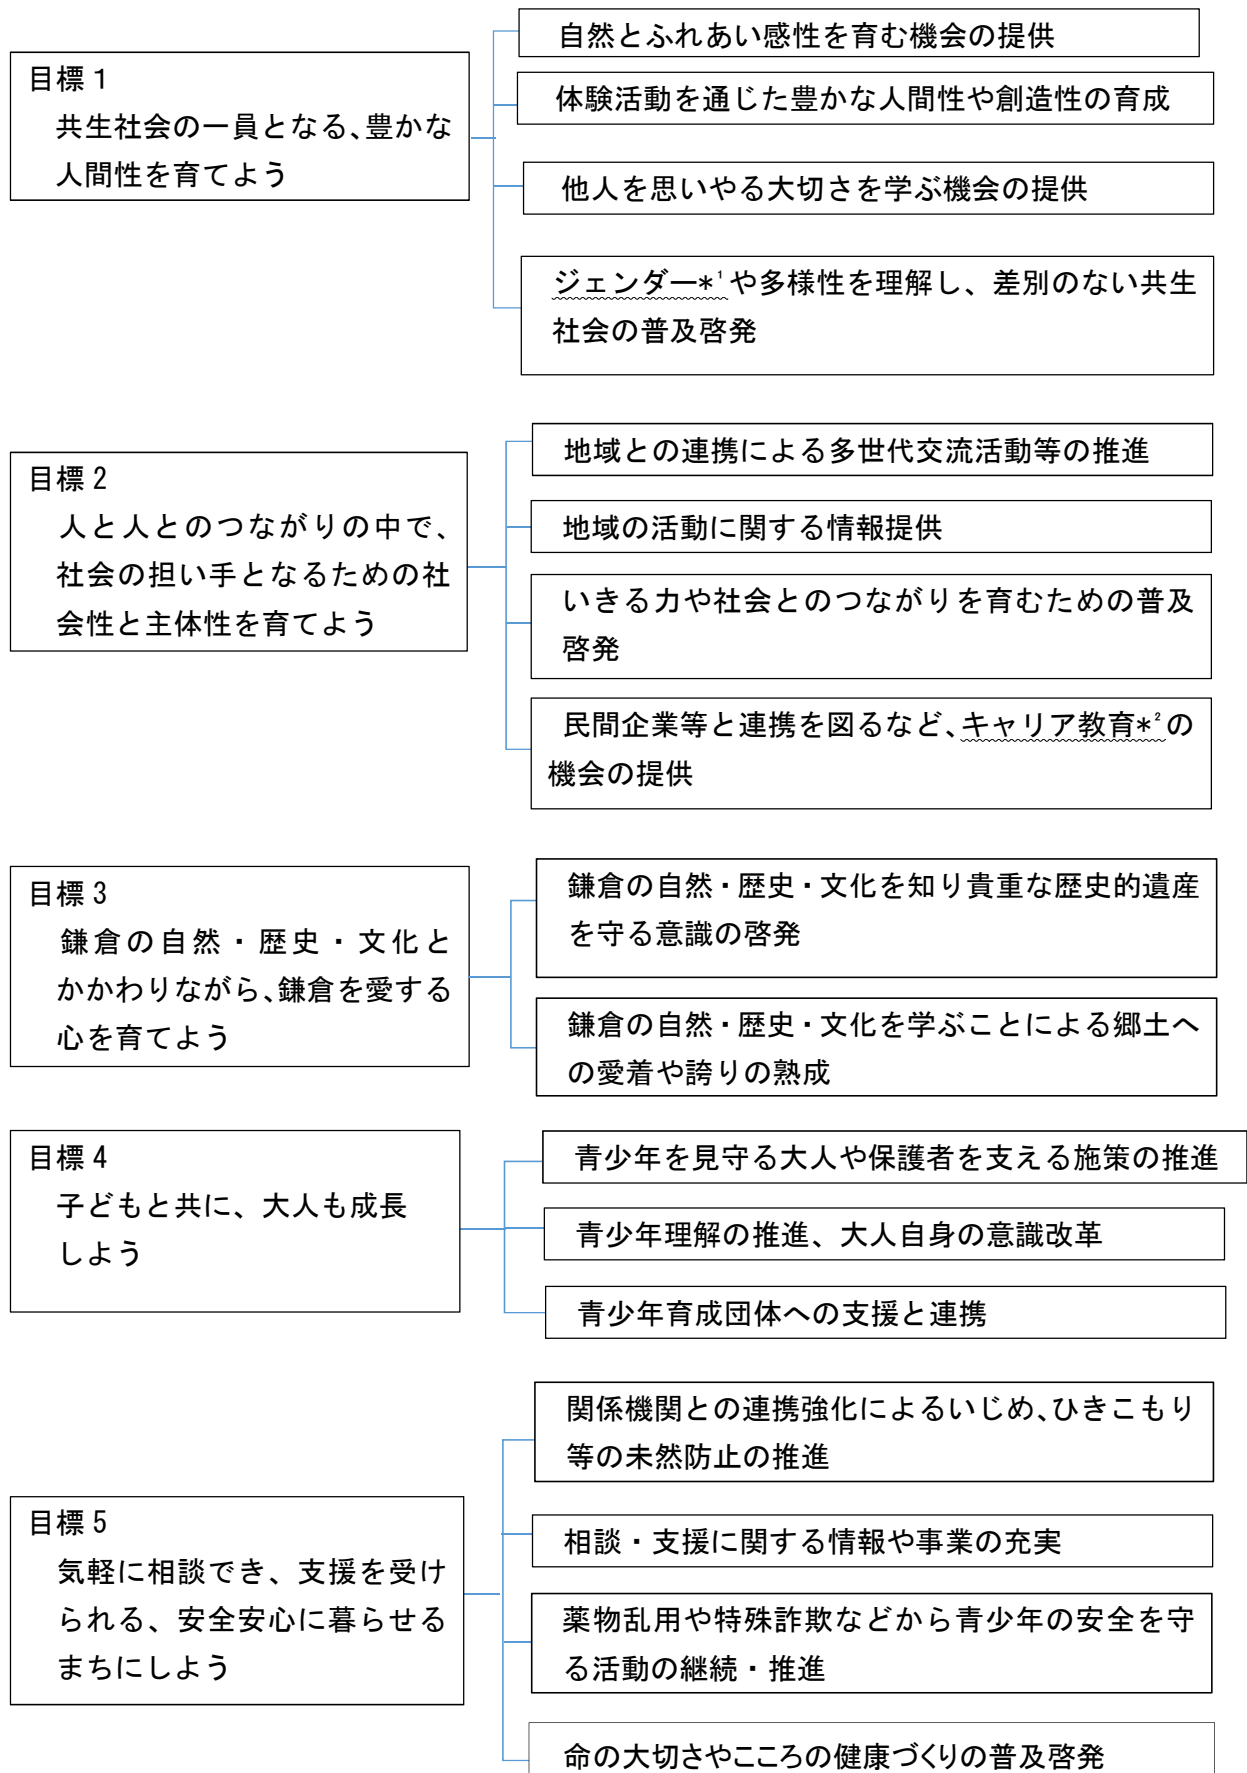 目標１
共生社会の一員となる、豊かな
人間性を育てよう
自然とふれあい感性を育む機会の提供
体験活動を通じた豊かな人間性や創造性の育成
他人を思いやる大切さを学ぶ機会の提供
ジェンダー*¹や多様性を理解し、差別のない共生
社会の普及啓発
目標２
人と人とのつながりの中で、
社会の担い手となるための社
会性と主体性を育てよう
地域との連携による多世代交流活動等の推進
地域の活動に関する情報提供
いきる力や社会とのつながりを育むための普及
啓発
民間企業等と連携を図るなど、キャリア教育*²の
機会の提供
目標３
鎌倉の自然・歴史・文化と
かかわりながら、鎌倉を愛する
心を育てよう
鎌倉の自然・歴史・文化を知り貴重な歴史的遺産
を守る意識の啓発
鎌倉の自然・歴史・文化を学ぶことによる郷土へ
の愛着や誇りの熟成
目標４
子どもと共に、大人も成長
しよう
青少年を見守る大人や保護者を支える施策の推進
青少年理解の推進、大人自身の意識改革
青少年育成団体への支援と連携
目標５
気軽に相談でき、支援を受け
られる、安全安心に暮らせる
まちにしよう
関係機関との連携強化によるいじめ、ひきこもり
等の未然防止の推進
相談・支援に関する情報や事業の充実
薬物乱用や特殊詐欺などから青少年の安全を守
る活動の継続・推進
命の大切さやこころの健康づくりの普及啓発